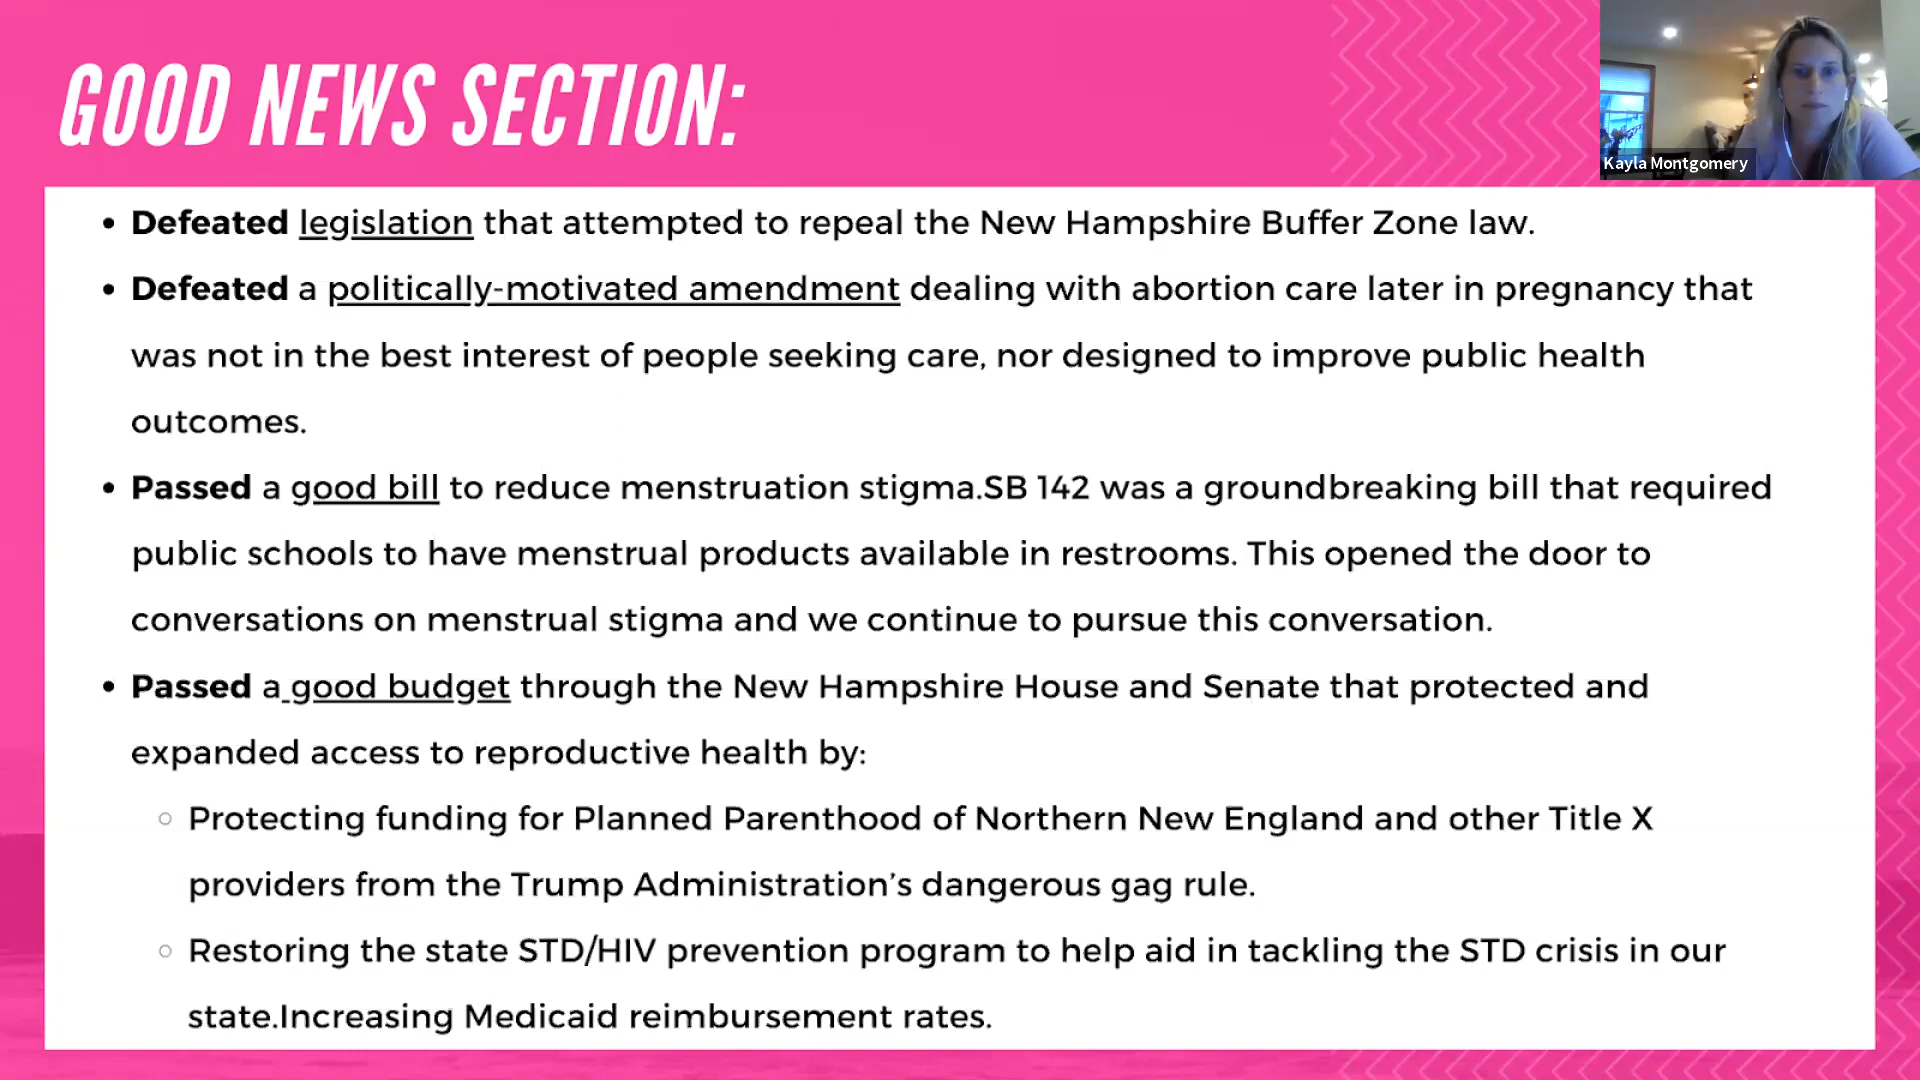 GOOD NEWS SECTION:
Kayla Montgomery
• Defeated legislation that attempted to repeal the New Hampshire Buffer Zone law.
• Defeated a politically-motivated amendment dealing with abortion care later in pregnancy that
was not in the best interest of people seeking care, nor designed to improve public health
outcomes.
• Passed a good bill to reduce menstruation stigma.SB 142 was a groundbreaking bill that required
public schools to have menstrual products available in restrooms. This opened the door to
conversations on menstrual stigma and we continue to pursue this conversation.
• Passed a good budget through the New Hampshire House and Senate that protected and
expanded access to reproductive health by:
○ Protecting funding for Planned Parenthood of Northern New England and other Title X
providers from the Trump Administration’s dangerous gag rule.
○ Restoring the state STD/HIV prevention program to help aid in tackling the STD crisis in our
state.Increasing Medicaid reimbursement rates.